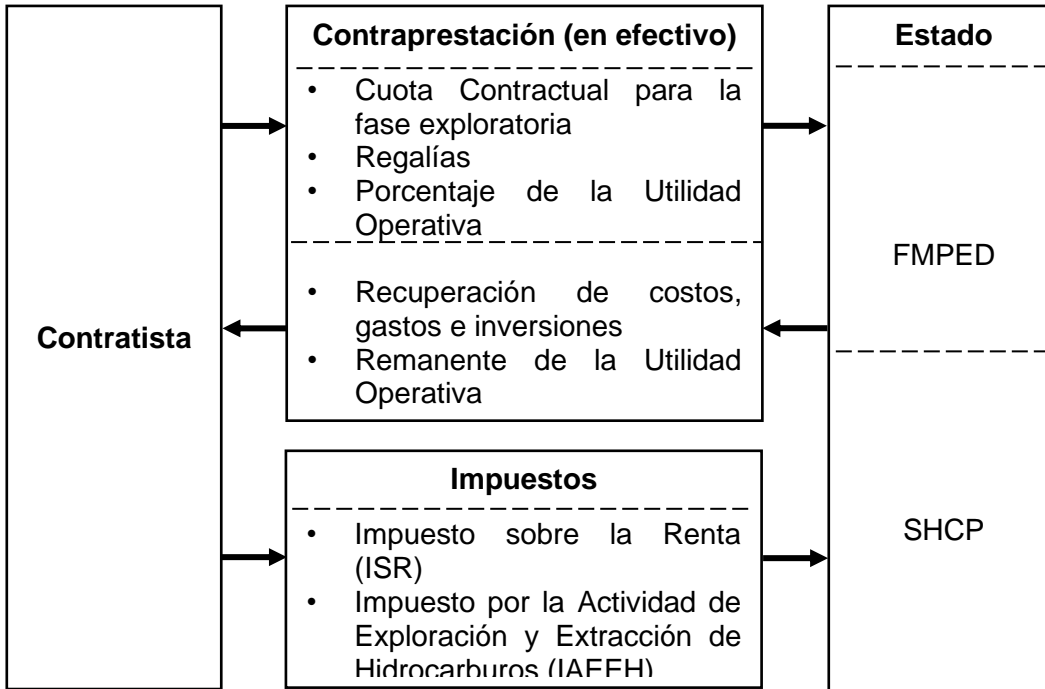 Contratista
Contraprestación (en efectivo)
• Cuota Contractual para la
fase exploratoria
• Regalías
• Porcentaje de la Utilidad
Operativa
• Recuperación de costos,
gastos e inversiones
• Remanente de la Utilidad
Operativa
Impuestos
• Impuesto sobre la Renta
(ISR)
• Impuesto por la Actividad de
Exploración y Extracción de
Hidrocarburos (IAEEH)
Estado
FMPED
SHCP